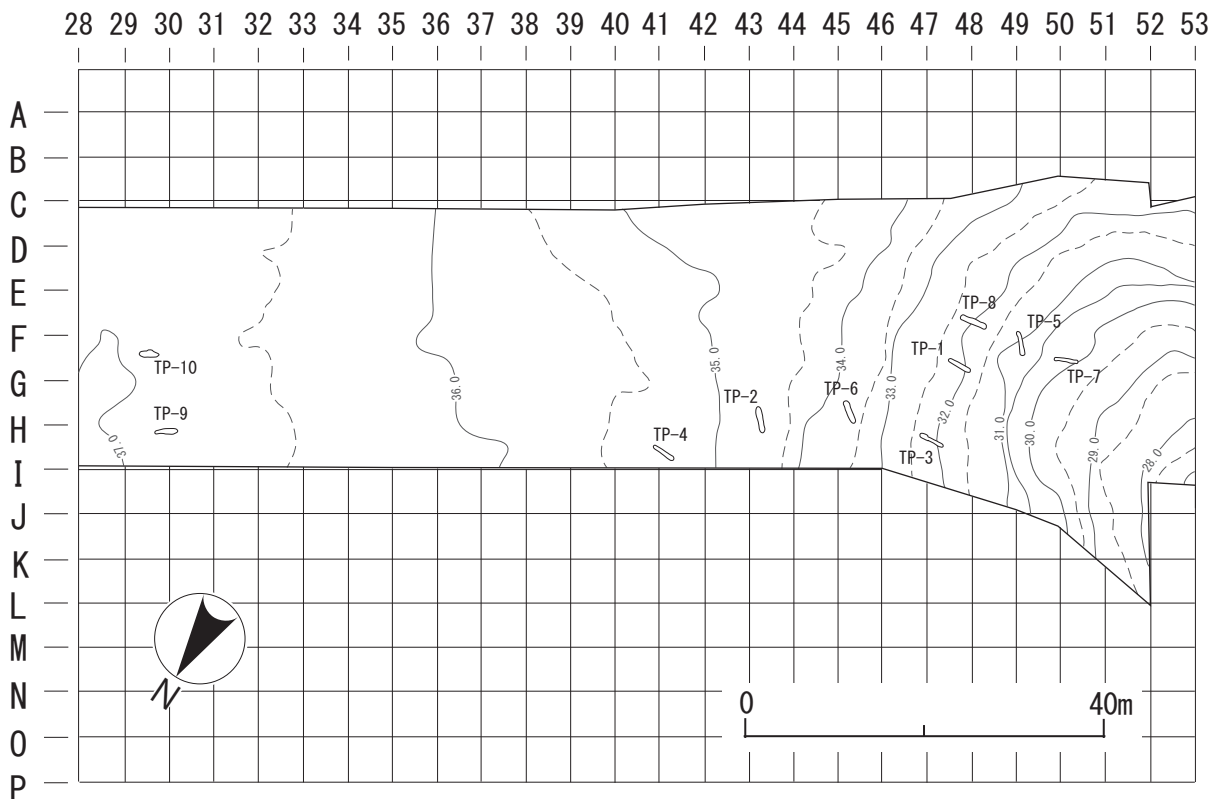 28 29 30 31 32 33 34 35 36 37 38 39 40 41 42 43 44 45 46 47 48 49 50 51 52 53
A
B
C
D
E
F
G
H
I
J
K
L
M
N
O
P
TP-8
TP-5
TP-1
TP-10
TP-7
TP-2
TP-6
TP-9
TP-4
TP-3
37.0
36.0
35.0
34.0
33.0
32.0
31.0
30.0
29.0
28.0
N
0 40m